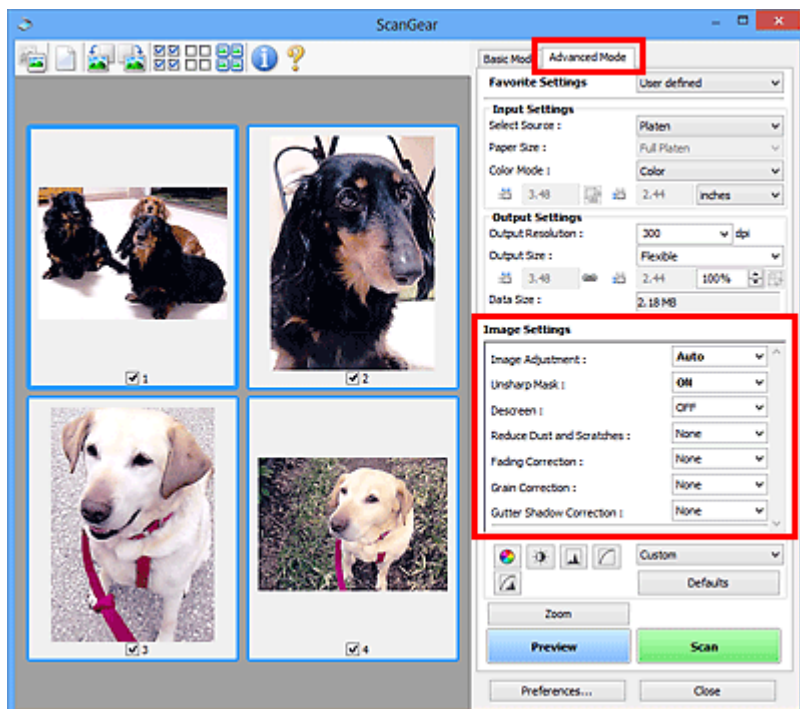 ScanGear
Basic Mode Advanced Mode
Favorite Settings User defined
Input Settings
Select Source : Platen
Paper Size : Full Platen
Color Mode : Color
3.48 2.44 inches
Output Settings
Output Resolution : 300 dpi
Output Size : Flexible
3.48 2.44 100%
Data Size : 2.18 MB
Image Settings
Image Adjustment : Auto
Unsharp Mask : ON
Descreen : OFF
Reduce Dust and Scratches : None
Fading Correction : None
Grain Correction : None
Gutter Shadow Correction : None
1
2
3
4
Custom
Defaults
Zoom
Preview Scan
Preferences... Close